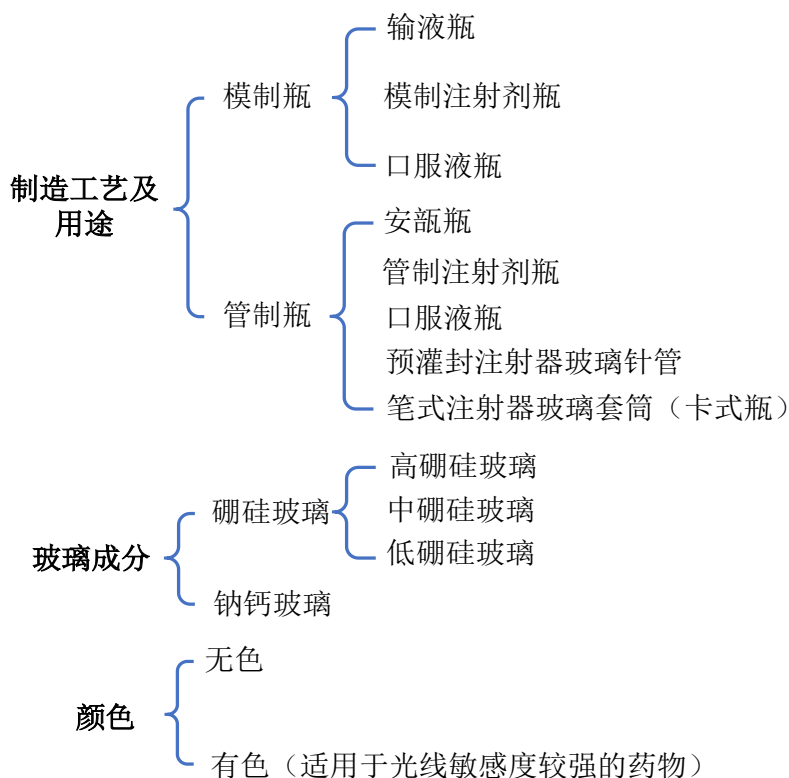 输液瓶
模制瓶
模制注射剂瓶
口服液瓶
制造工艺及
用途
安瓿瓶
管制注射剂瓶
管制瓶
口服液瓶
预灌封注射器玻璃针管
笔式注射器玻璃套筒（卡式瓶）
高硼硅玻璃
硼硅玻璃
中硼硅玻璃
低硼硅玻璃
玻璃成分
钠钙玻璃
无色
颜色
有色（适用于光线敏感度较强的药物）